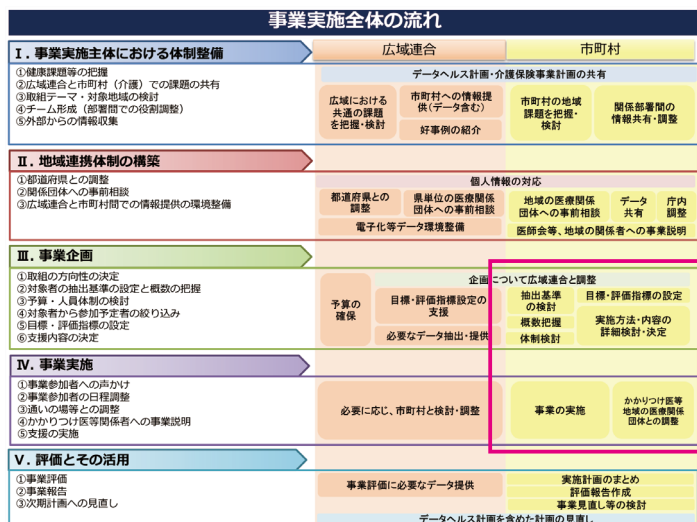 事業実施全体の流れ
Ⅰ. 事業実施主体における体制整備
広域連合
市町村
①健康課題等の把握
②広域連合と市町村（介護）での課題の共有
③取組テーマ・対象地域の検討
④チーム形成（部署間での役割調整）
⑤外部からの情報収集
データヘルス計画・介護保険事業計画の共有
広域における
共通の課題
を把握・検討
市町村への情報提
供(データ含む)
好事例の紹介
市町村の地域
課題を把握・
検討
関係部署間の
情報共有・調整
Ⅱ. 地域連携体制の構築
①都道府県との調整
②関係団体への事前相談
③広域連合と市町村間での情報提供の環境整備
個人情報の対応
都道府県との
調整
県単位の医療関係
団体への事前相談
電子化等データ環境整備
地域の医療関係
団体への事前相談
データ
共有
庁内
調整
医師会等、地域の関係者への事業説明
Ⅲ. 事業企画
①取組の方向性の決定
②対象者の抽出基準の設定と概数の把握
③予算・人員体制の検討
④対象者から参加予定者の絞り込み
⑤目標・評価指標の設定
⑥支援内容の決定
企画について広域連合と調整
予算の
確保
目標・評価指標設定の
支援
必要なデータ抽出・提供
抽出基準
の検討
概数把握
体制検討
目標・評価指標の設定
実施方法・内容の
詳細検討・決定
Ⅳ. 事業実施
①事業参加者への声かけ
②事業参加者の日程調整
③通いの場等との調整
④かかりつけ医等関係者への事業説明
⑤支援の実施
必要に応じ、市町村と検討・調整
事業の実施
かかりつけ医等
地域の医療関係
団体との調整
Ⅴ. 評価とその活用
①事業評価
②事業報告
③次期計画への見直し
事業評価に必要なデータ提供
実施計画のまとめ
評価報告作成
事業見直し等の検討
データヘルス計画を含めた計画の見直し